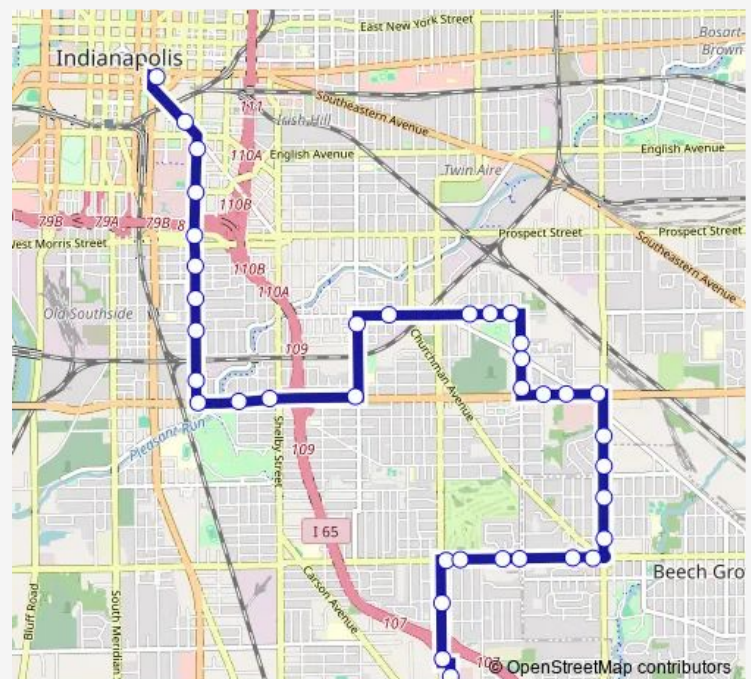 East New York Street
Bosart-
Brown
Indianapolis
111
Southeastern Avenue
Irish Hill
110A
English Avenue
English Avenue
Twin Aire
110B
79B
79A
79B
8
West Morris Street
Prospect Street
Prospect Street
Southeastern Avenue
110B
110A
Old Southside
109
Churchman Avenue
Pleasant Run
Shelby Street
109
I 65
Beech Gro
Carson Avenue
Bluff Road
South Meridian
107
107
© OpenStreetMap contributors